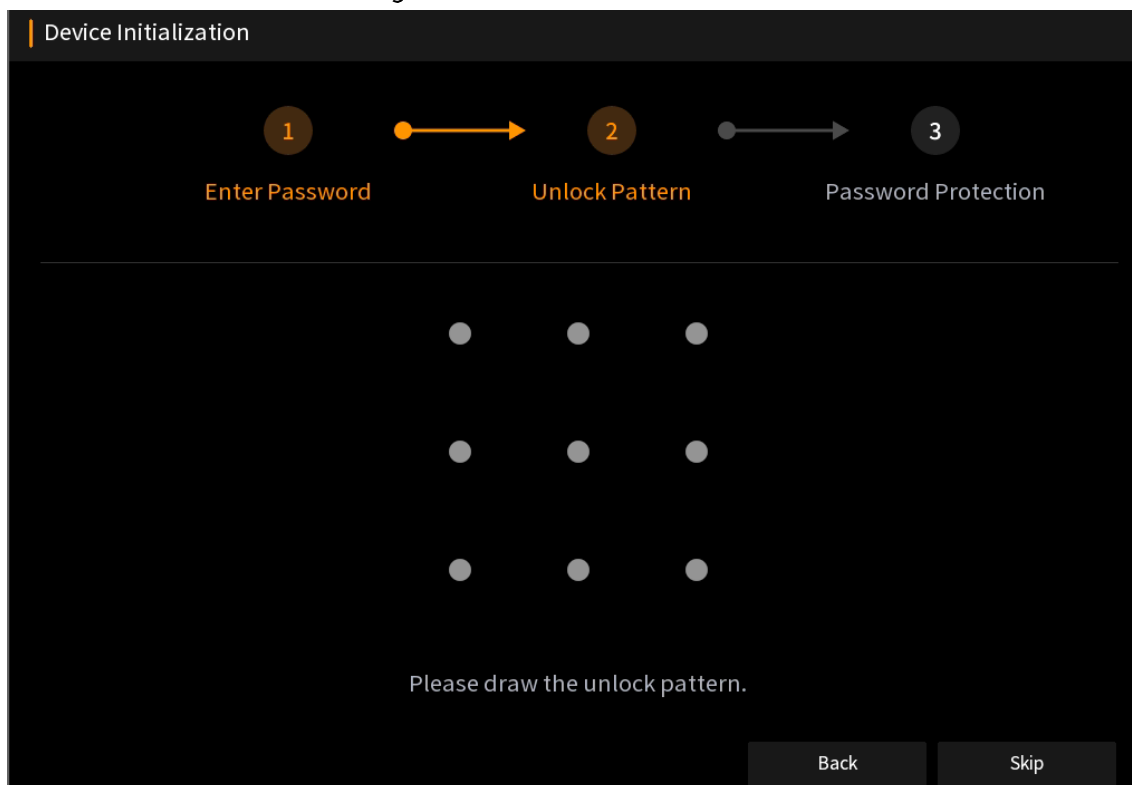 Device Initialization
1 2 3
Enter Password Unlock Pattern Password Protection
Please draw the unlock pattern.
Back Skip